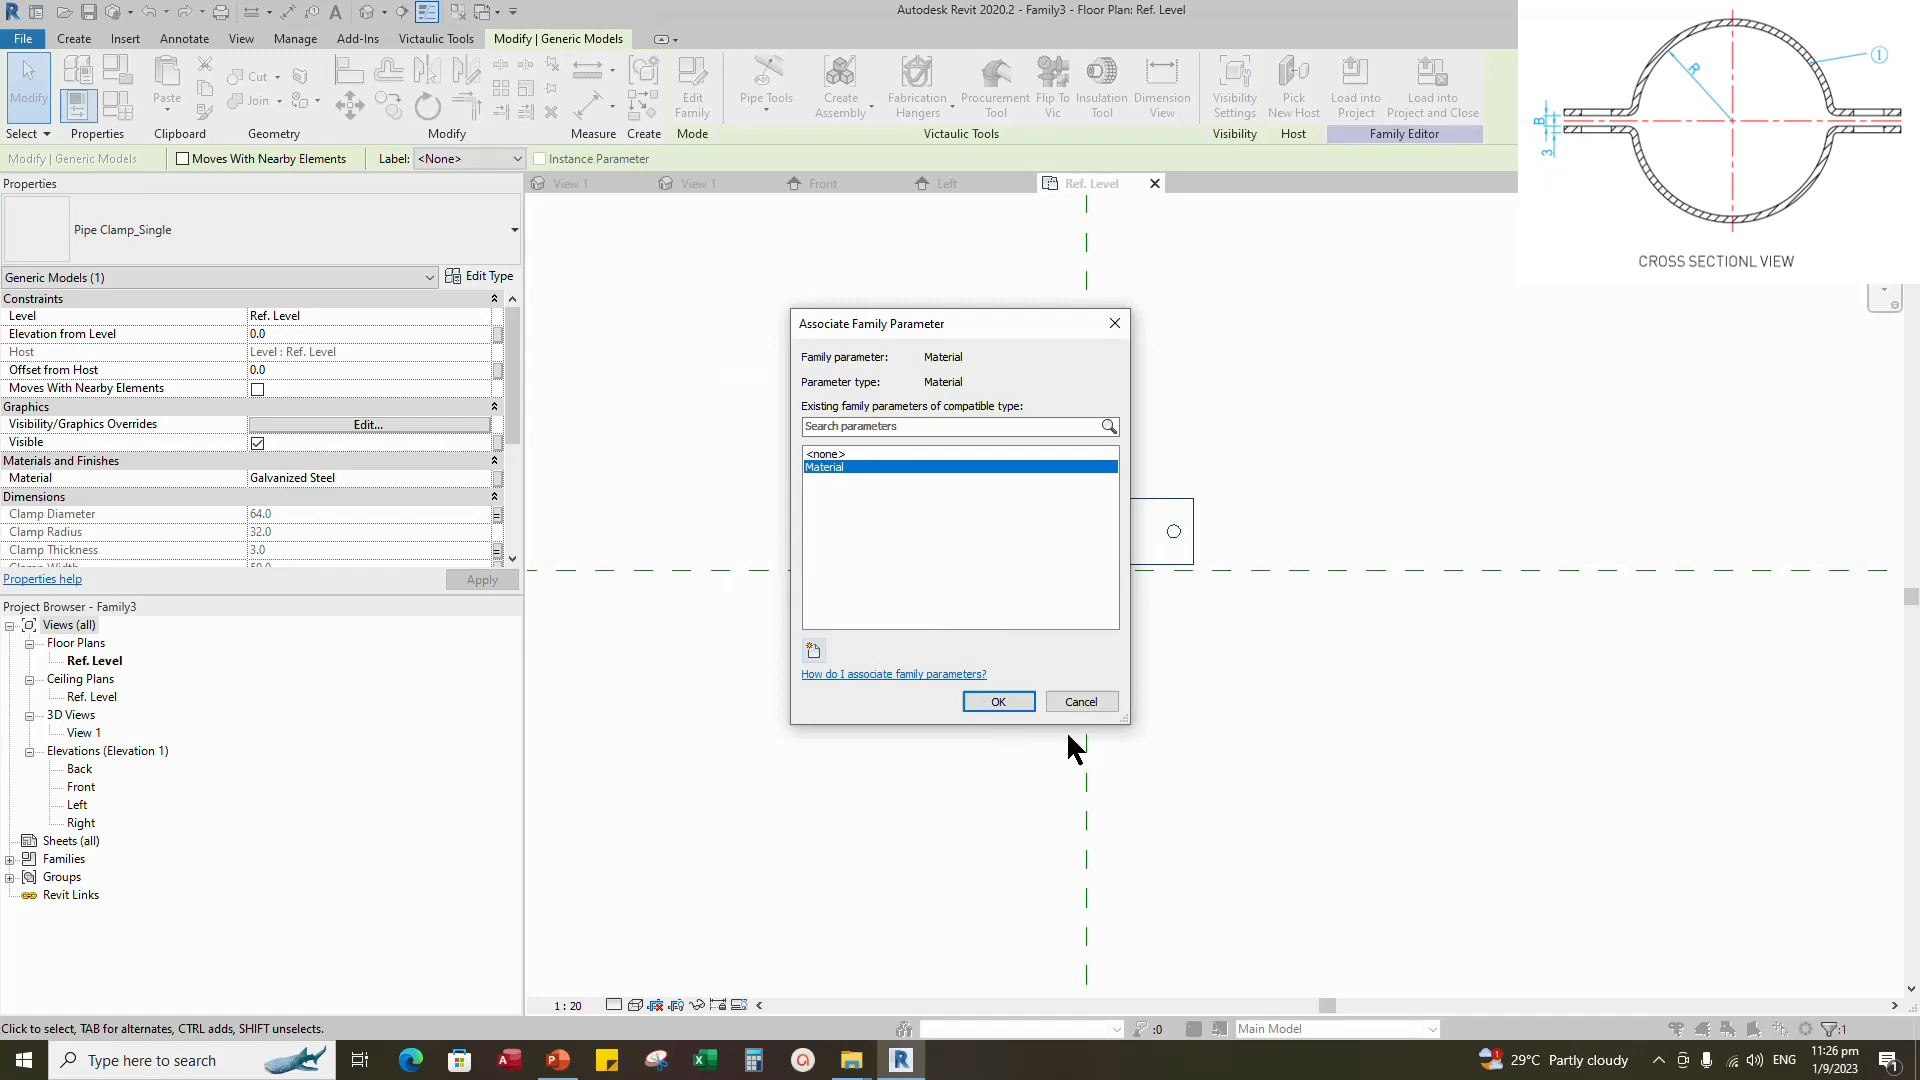 Autodesk Revit 2020.2 - Family3 - Floor Plan: Ref. Level
File Create Insert Annotate View Manage Add-Ins Victaulic Tools Modify | Generic Models
Modify
Paste
Cut
Join
Edit Family
Pipe Tools
Create Assembly
Fabrication Hangers
Procurement Tool
Flip To Vic
Insulation Tool
Dimension View
Visibility Settings
Pick New Host
Load into Project
Load into Project and Close
Select Properties Clipboard Geometry Modify Measure Create Mode Victaulic Tools Visibility Host Family Editor
Modify | Generic Models Moves With Nearby Elements Label: <None> Instance Parameter
Properties
View 1 View 1 Front Left Ref. Level
Pipe Clamp_Single
Generic Models (1) Edit Type
Constraints
Level Ref. Level
Elevation from Level 0.0
Host Level : Ref. Level
Offset from Host 0.0
Moves With Nearby Elements
Graphics
Visibility/Graphics Overrides Edit...
Visible
Materials and Finishes
Material Galvanized Steel
Dimensions
Clamp Diameter 64.0
Clamp Radius 32.0
Clamp Thickness 3.0
Clamp Width 50.0
Properties help Apply
Project Browser - Family3
Views (all)
Floor Plans
Ref. Level
Ceiling Plans
Ref. Level
3D Views
View 1
Elevations (Elevation 1)
Back
Front
Left
Right
Sheets (all)
Families
Groups
Revit Links
Associate Family Parameter
Family parameter: Material
Parameter type: Material
Existing family parameters of compatible type:
Search parameters
<none>
Material
How do I associate family parameters?
OK Cancel
R
1
B
3
CROSS SECTIONL VIEW
1 : 20
Click to select, TAB for alternates, CTRL adds, SHIFT unselects.
:0
Main Model
:1
Type here to search
29°C Partly cloudy
ENG
11:26 pm
1/9/2023
1